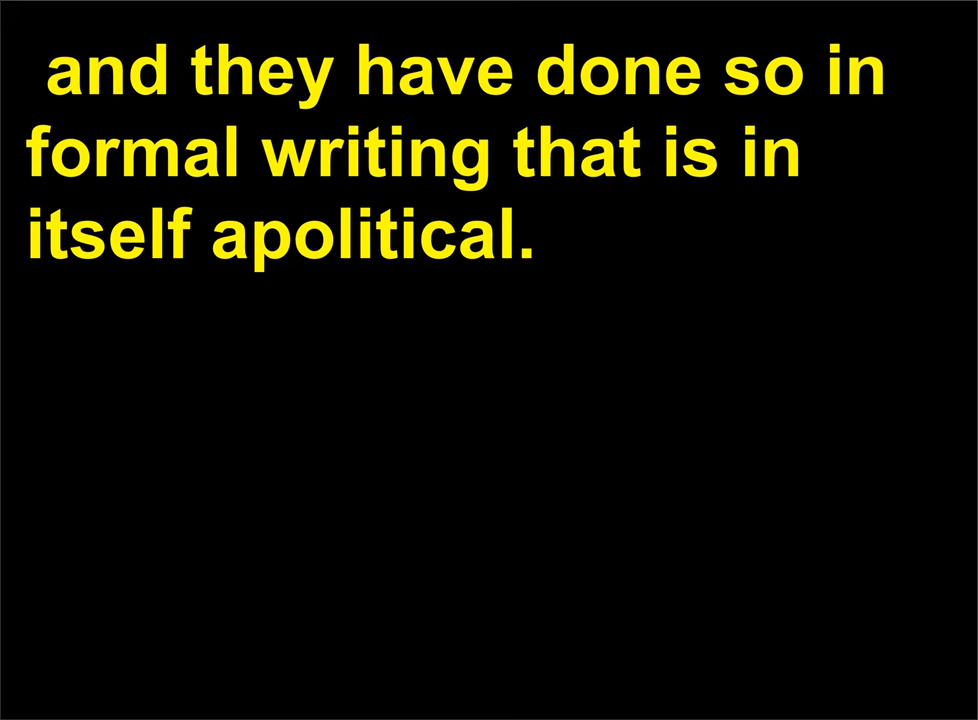 and they have done so in
formal writing that is in
itself apolitical.